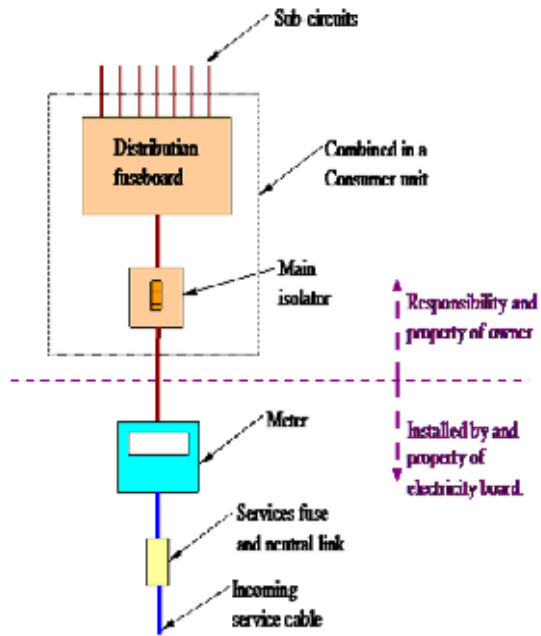 Sub-circuits
Distribution
fuseboard
Combined in a
Consumer unit
Main
isolator
Responsibility and
property of owner
Meter
Installed by and
property of
electricity board.
Services fuse
and neutral link
Incoming
service cable